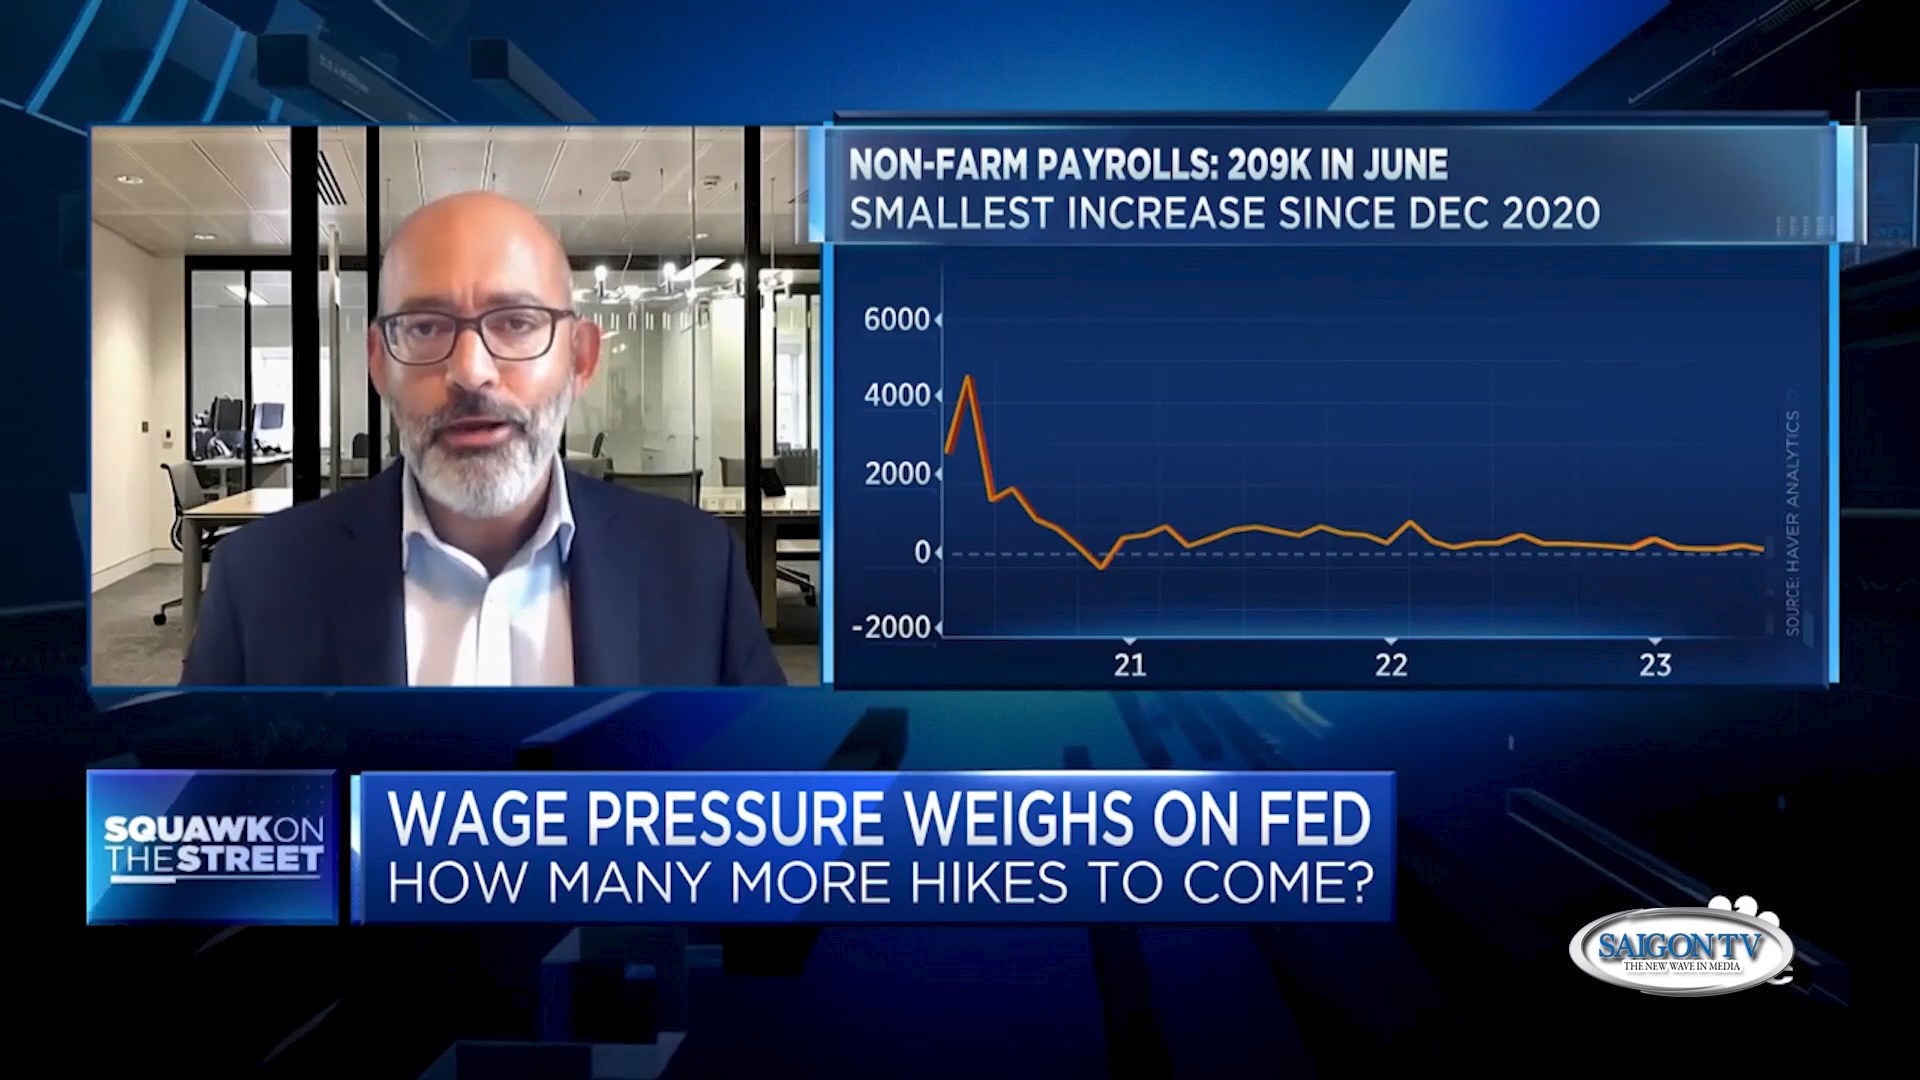 NON-FARM PAYROLLS: 209K IN JUNE
SMALLEST INCREASE SINCE DEC 2020
6000
4000
2000
0
-2000
21
22
23
SOURCE: HAVER ANALYTICS
SQUAWK ON
THE STREET
WAGE PRESSURE WEIGHS ON FED
HOW MANY MORE HIKES TO COME?
SAIGON TV
THE NEW WAVE IN MEDIA